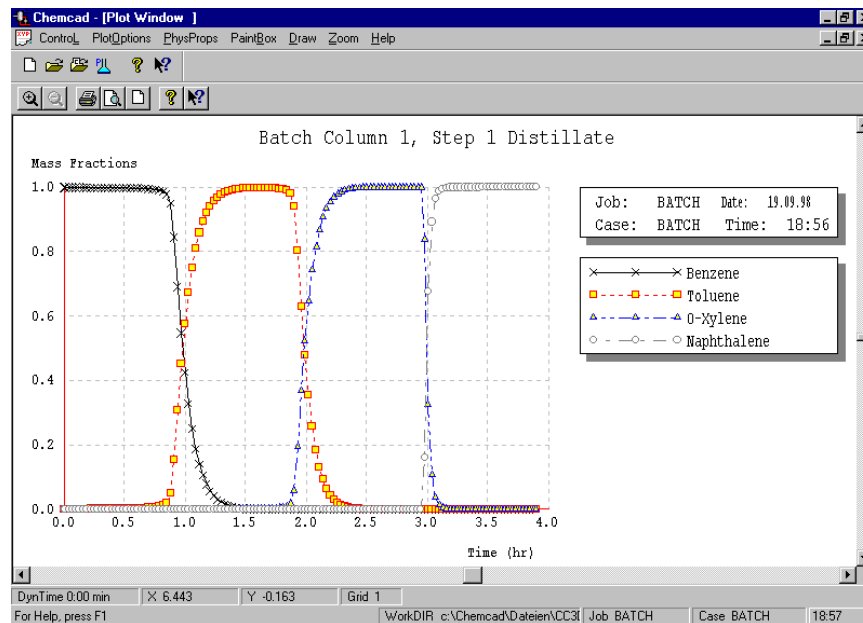 Chemcad - [Plot Window ]
ControL PlotOptions PhysProps PaintBox Draw Zoom Help
Batch Column 1, Step 1 Distillate
Mass Fractions
1.0
0.8
0.6
0.4
0.2
0.0
0.0 0.5 1.0 1.5 2.0 2.5 3.0 3.5 4.0
Time (hr)
Job: BATCH Date: 19.09.98
Case: BATCH Time: 18:56
Benzene
Toluene
O-Xylene
Naphthalene
DynTime 0:00 min X 6.443 Y -0.163 Grid 1
For Help, press F1 WorkDIR c:\Chemcad\Dateien\CC3 Job BATCH Case BATCH 18:57